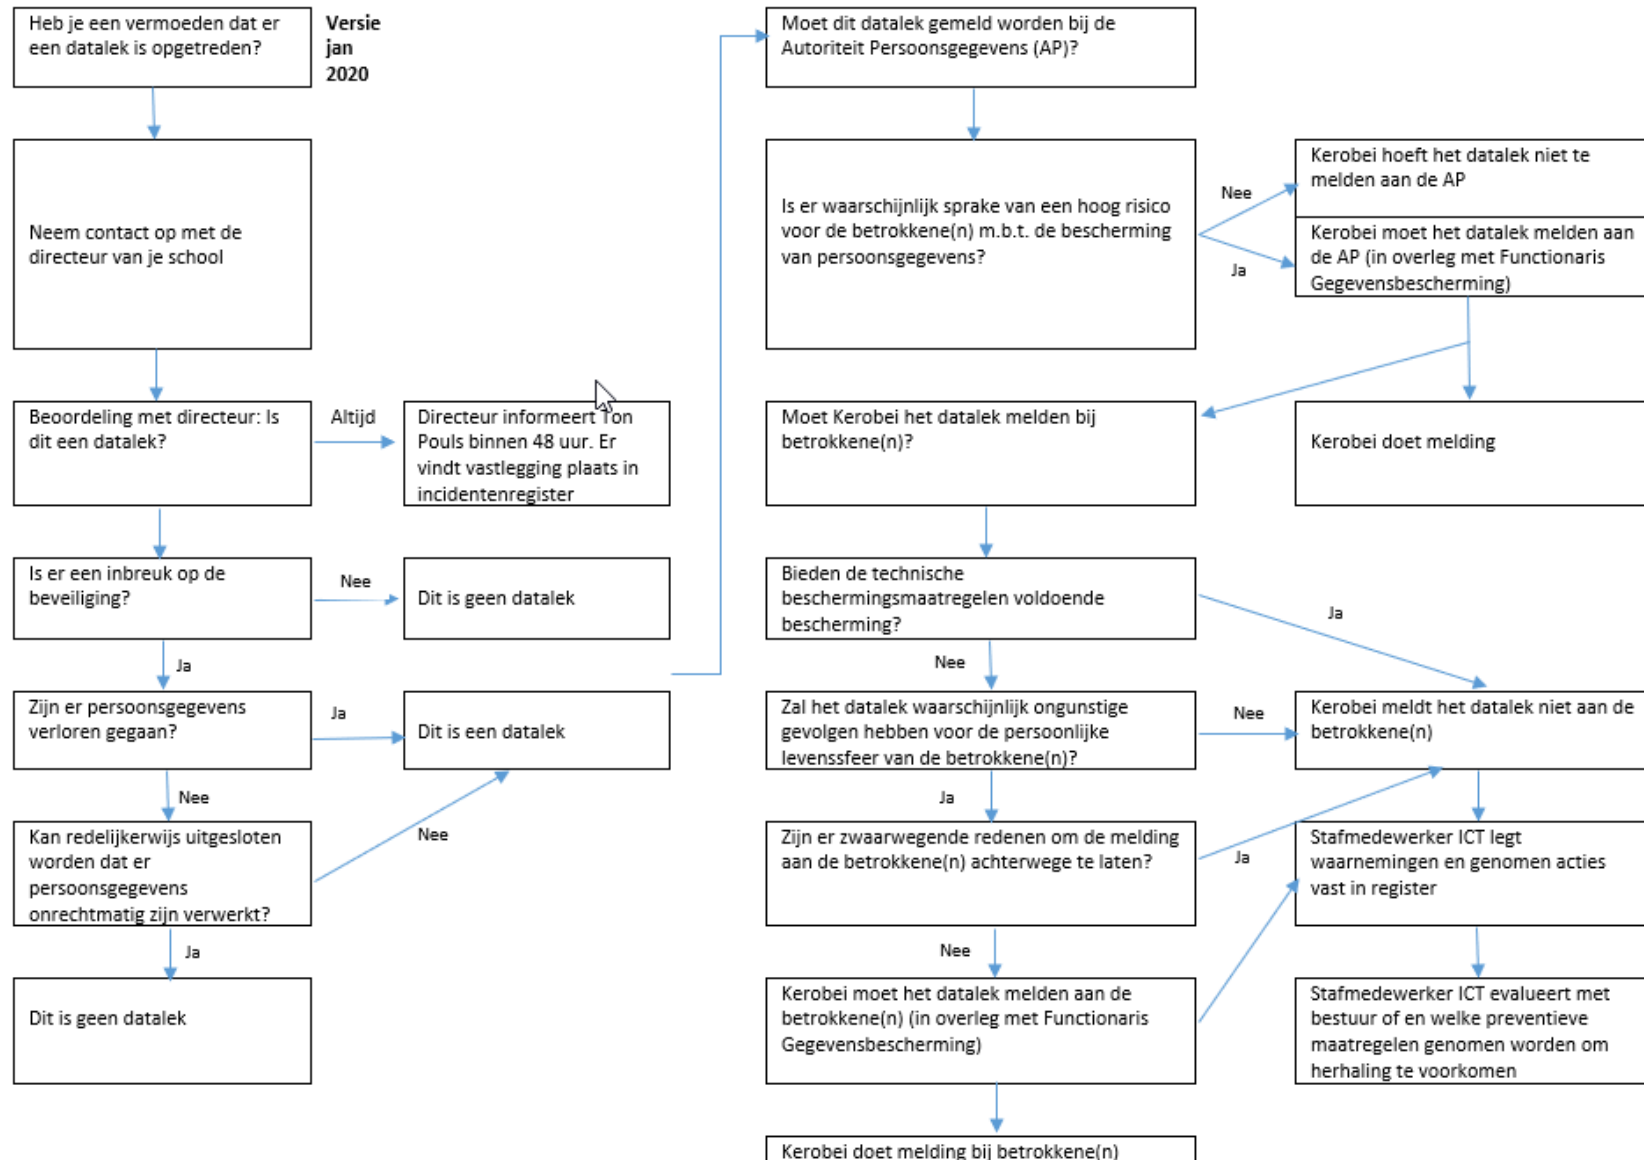 Heb je een vermoeden dat er
een datalek is opgetreden?
Versie
jan
2020
Neem contact op met de
directeur van je school
Beoordeling met directeur: Is
dit een datalek?
Altijd
Directeur informeert Ton
Pouls binnen 48 uur. Er
vindt vastlegging plaats in
incidentenregister
Is er een inbreuk op de
beveiliging?
Nee
Dit is geen datalek
Ja
Zijn er persoonsgegevens
verloren gegaan?
Ja
Dit is een datalek
Nee
Kan redelijkerwijs uitgesloten
worden dat er
persoonsgegevens
onrechtmatig zijn verwerkt?
Nee
Ja
Dit is geen datalek
Moet dit datalek gemeld worden bij de
Autoriteit Persoonsgegevens (AP)?
Is er waarschijnlijk sprake van een hoog risico
voor de betrokkene(n) m.b.t. de bescherming
van persoonsgegevens?
Nee
Ja
Kerobei hoeft het datalek niet te
melden aan de AP
Kerobei moet het datalek melden aan
de AP (in overleg met Functionaris
Gegevensbescherming)
Moet Kerobei het datalek melden bij
betrokkene(n)?
Kerobei doet melding
Bieden de technische
beschermingsmaatregelen voldoende
bescherming?
Ja
Nee
Zal het datalek waarschijnlijk ongunstige
gevolgen hebben voor de persoonlijke
levenssfeer van de betrokkene(n)?
Nee
Kerobei meldt het datalek niet aan de
betrokkene(n)
Ja
Zijn er zwaarwegende redenen om de melding
aan de betrokkene(n) achterwege te laten?
Ja
Stafmedewerker ICT legt
waarnemingen en genomen acties
vast in register
Nee
Kerobei moet het datalek melden aan de
betrokkene(n) (in overleg met Functionaris
Gegevensbescherming)
Stafmedewerker ICT evalueert met
bestuur of en welke preventieve
maatregelen genomen worden om
herhaling te voorkomen
Kerobei doet melding bij betrokkene(n)